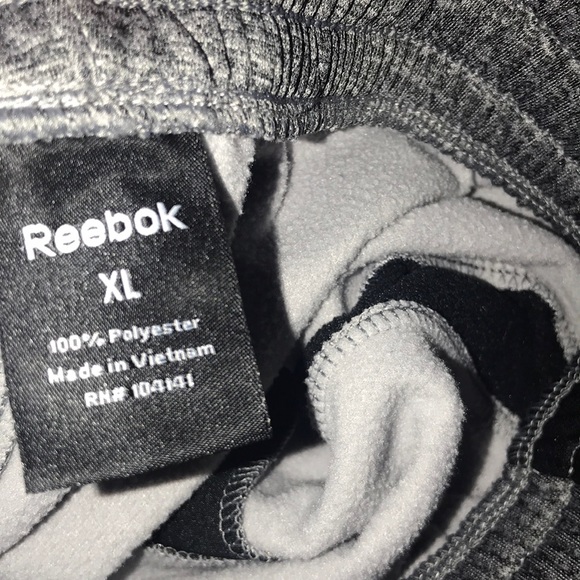 Reebok
XL
100% Polyester
Made in Vietnam
RN# 104141